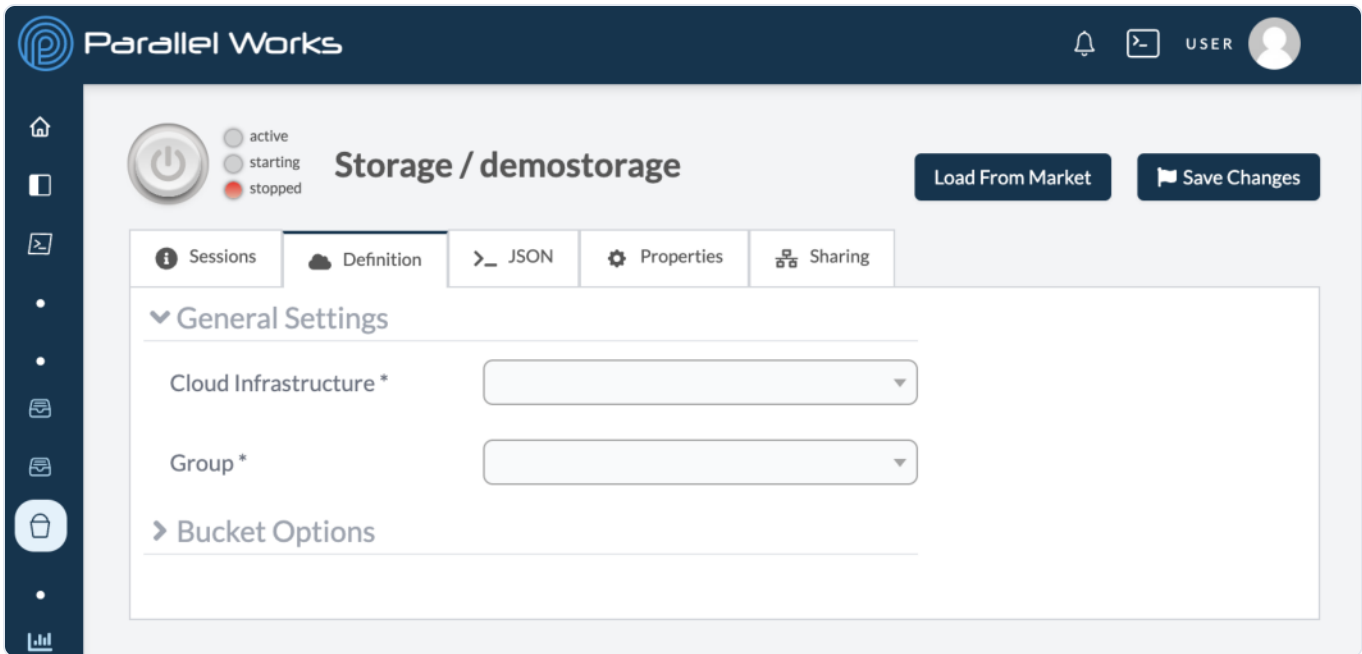 Parallel Works
USER
active
starting
stopped
Storage / demostorage
Load From Market
Save Changes
Sessions
Definition
JSON
Properties
Sharing
General Settings
Cloud Infrastructure *
Group *
Bucket Options